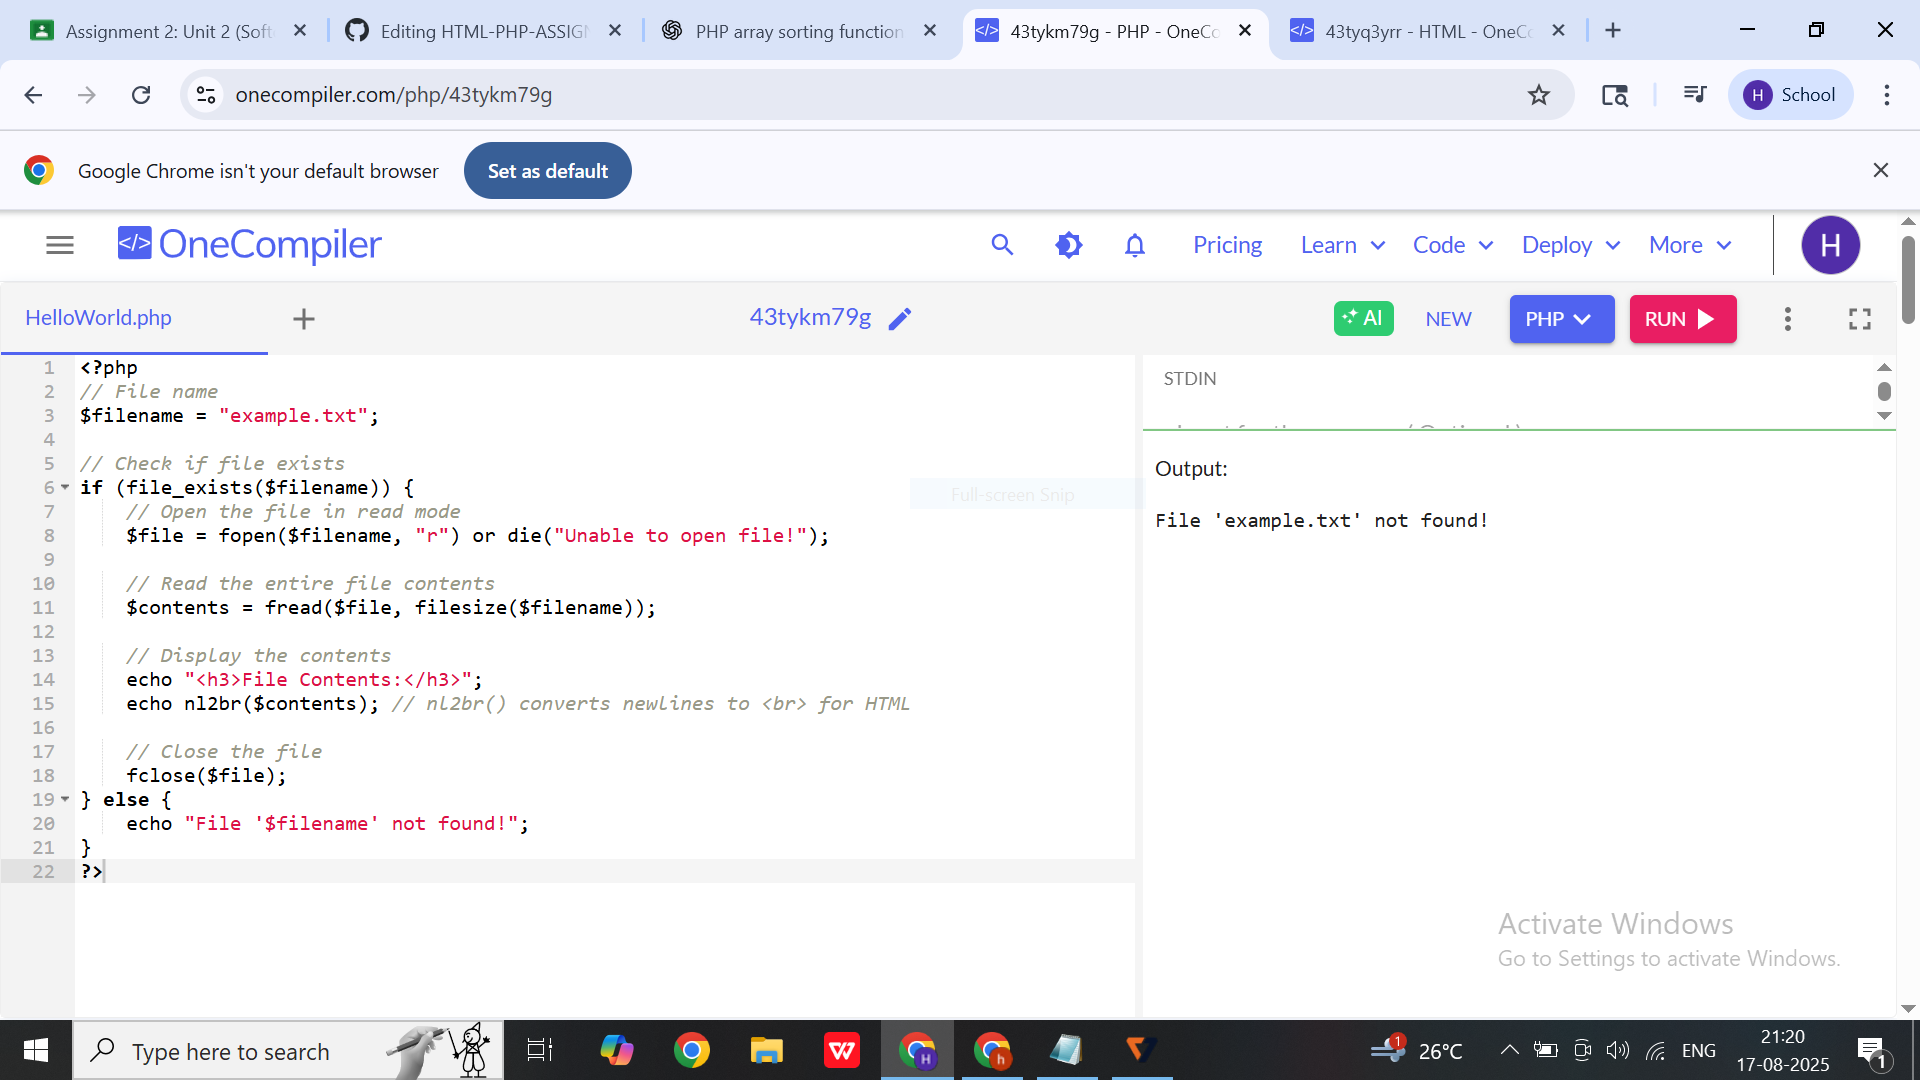 Assignment 2: Unit 2 (Soft
Editing HTML-PHP-ASSIGN
PHP array sorting function
43tykm79g - PHP - OneCo
43tyq3yrr - HTML - OneCo
onecompiler.com/php/43tykm79g
H School
Google Chrome isn't your default browser
Set as default
OneCompiler
Pricing Learn Code Deploy More
H
HelloWorld.php
43tykm79g
AI NEW PHP RUN
1 <?php
2 // File name
3 $filename = "example.txt";
4
5 // Check if file exists
6 if (file_exists($filename)) {
7 // Open the file in read mode
8 $file = fopen($filename, "r") or die("Unable to open file!");
9
10 // Read the entire file contents
11 $contents = fread($file, filesize($filename));
12
13 // Display the contents
14 echo "<h3>File Contents:</h3>";
15 echo nl2br($contents); // nl2br() converts newlines to <br> for HTML
16
17 // Close the file
18 fclose($file);
19 } else {
20 echo "File '$filename' not found!";
21 }
22 ?>
Full-screen Snip
STDIN
Output:
File 'example.txt' not found!
Activate Windows
Go to Settings to activate Windows.
Type here to search
1
26°C
ENG
21:20
17-08-2025
1